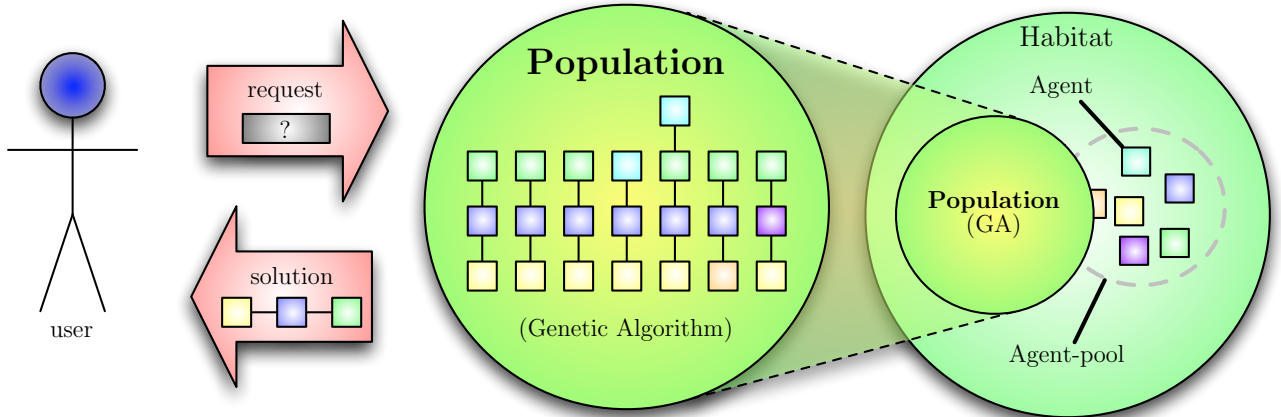 user
request
?
solution
Population
(Genetic Algorithm)
Habitat
Agent
Population
(GA)
Agent-pool